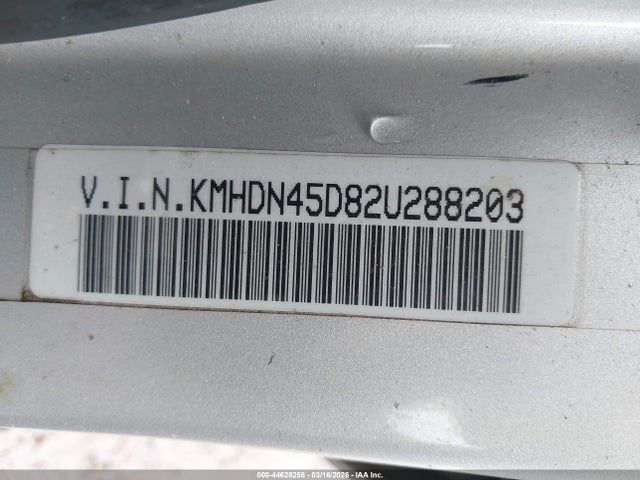 V.I.N.KMHDN45D82U288203
000-44628258 - 03/16/2026 - IAA Inc.